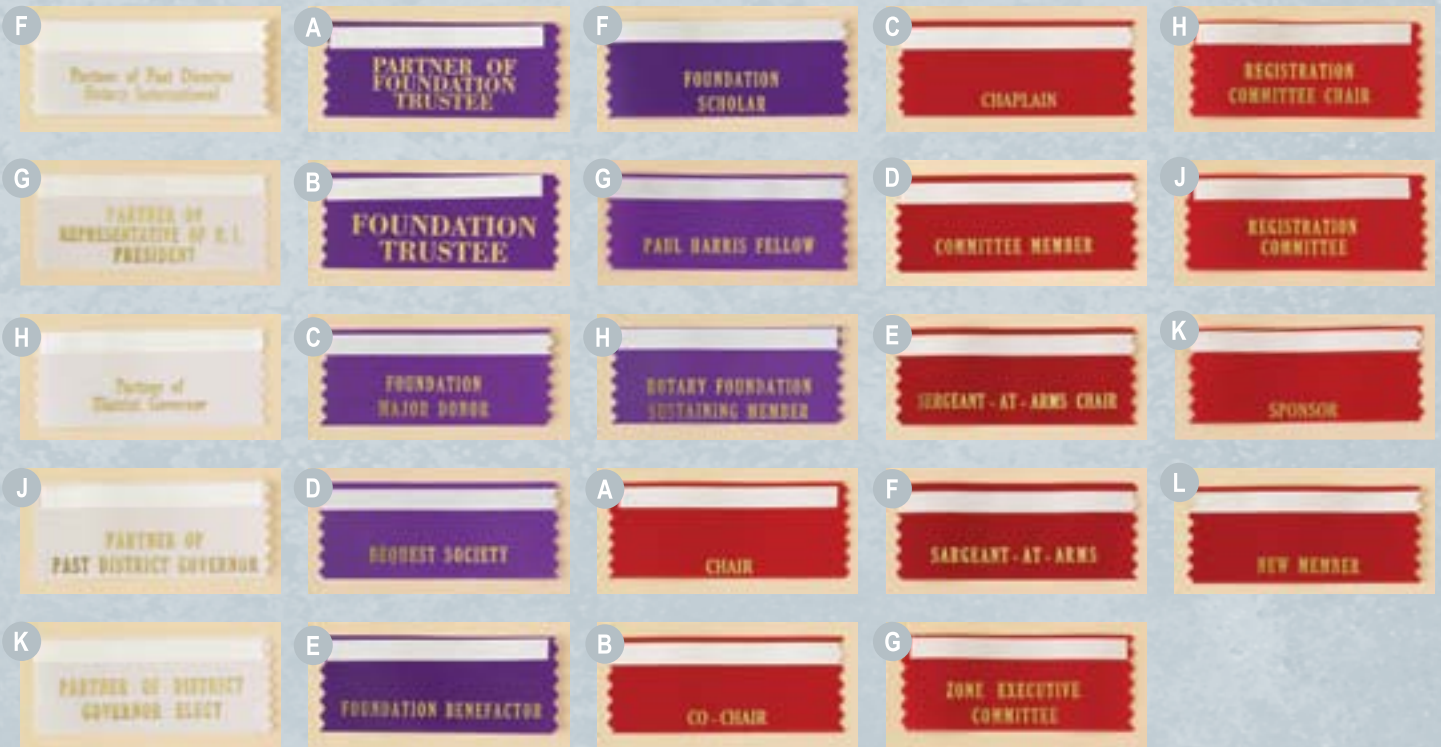 F
Partner of Past Director
Rotary International
G
PARTNER OF
REPRESENTATIVE OF R. I.
PRESIDENT
H
Partner of
District Governor
J
PARTNER OF
PAST DISTRICT GOVERNOR
K
PARTNER OF DISTRICT
GOVERNOR ELECT
A
PARTNER OF
FOUNDATION
TRUSTEE
B
FOUNDATION
TRUSTEE
C
FOUNDATION
MAJOR DONOR
D
BEQUEST SOCIETY
E
FOUNDATION BENEFACTOR
F
FOUNDATION
SCHOLAR
G
PAUL HARRIS FELLOW
H
ROTARY FOUNDATION
SUSTAINING MEMBER
A
CHAIR
B
CO-CHAIR
C
CHAPLAIN
D
COMMITTEE MEMBER
E
SERGEANT-AT-ARMS CHAIR
F
SARGEANT-AT-ARMS
G
ZONE EXECUTIVE
COMMITTEE
H
REGISTRATION
COMMITTEE CHAIR
J
REGISTRATION
COMMITTEE
K
SPONSOR
L
NEW MEMBER